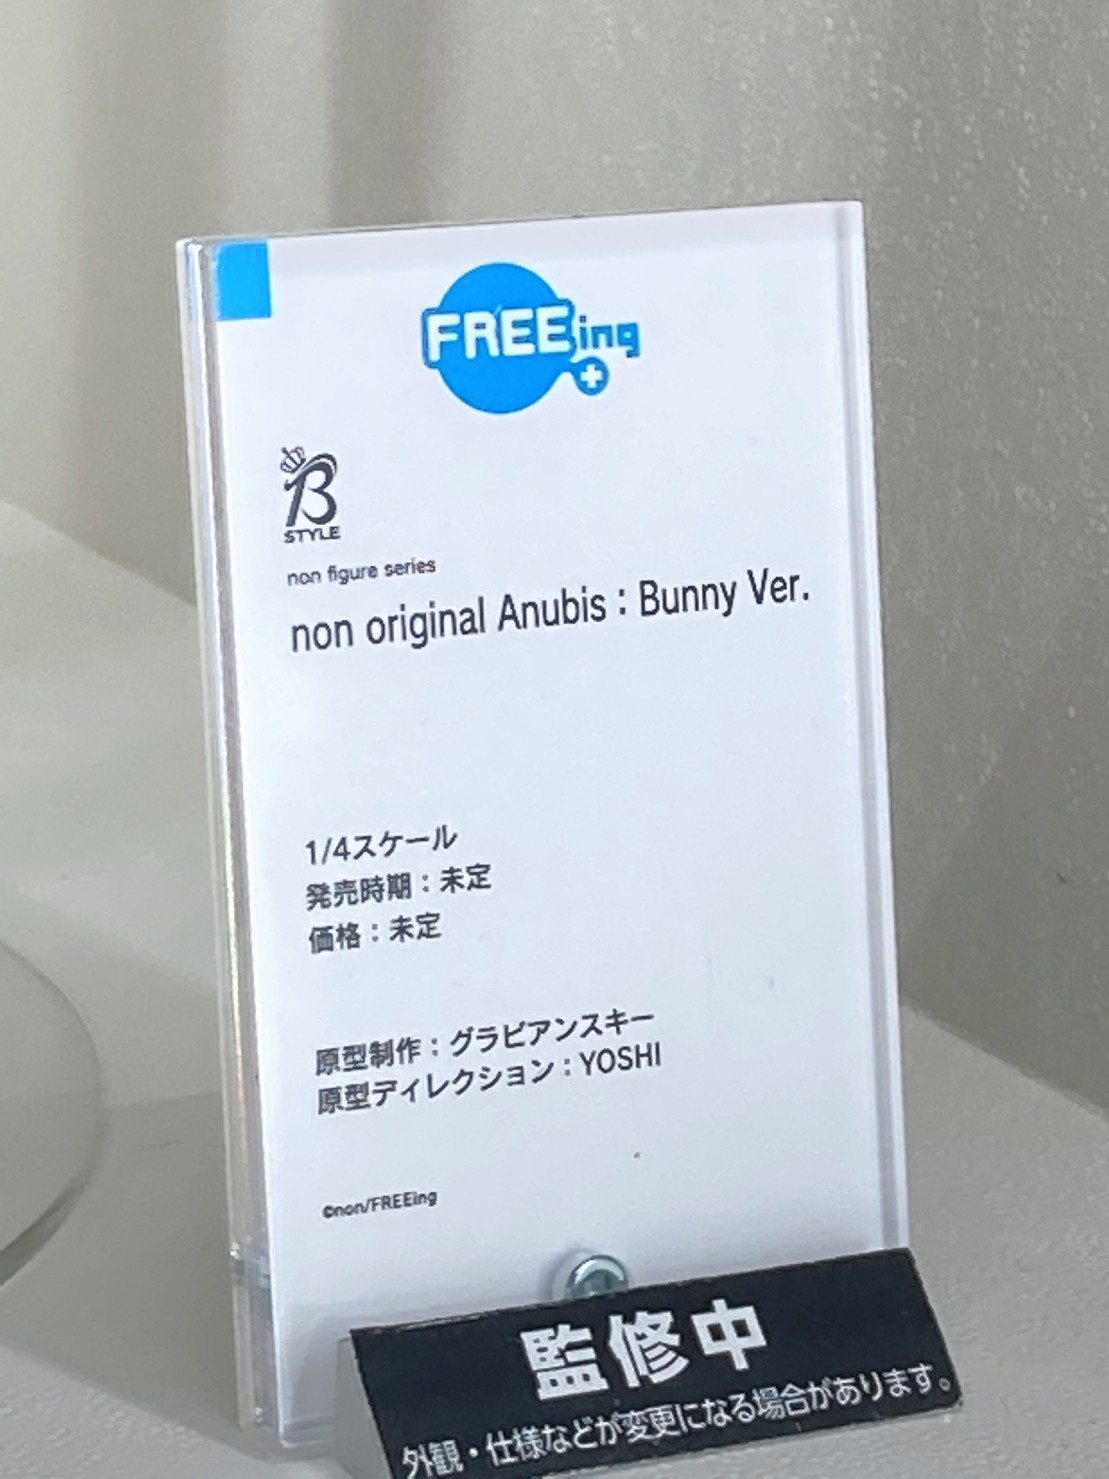 FREEing
B
STYLE
non figure series
non original Anubis : Bunny Ver.
1/4スケール
発売時期：未定
価格：未定
原型制作：グラビアンスキー
原型ディレクション：YOSHI
©non/FREEing
監修中
外観・仕様などが変更になる場合があります。